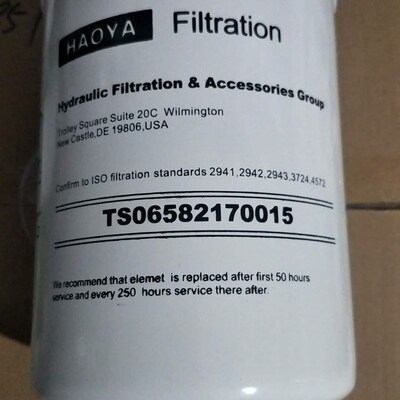 HAOYA Filtration
Hydraulic Filtration & Accessories Group
Trolley Square Suite 20C Wilmington
New Castle,DE 19806,USA
Confirm to ISO filtration standards 2941,2942,2943,3724,4572
TS06582170015
We recommend that elemet is replaced after first 50 hours
service and every 250 hours service there after.